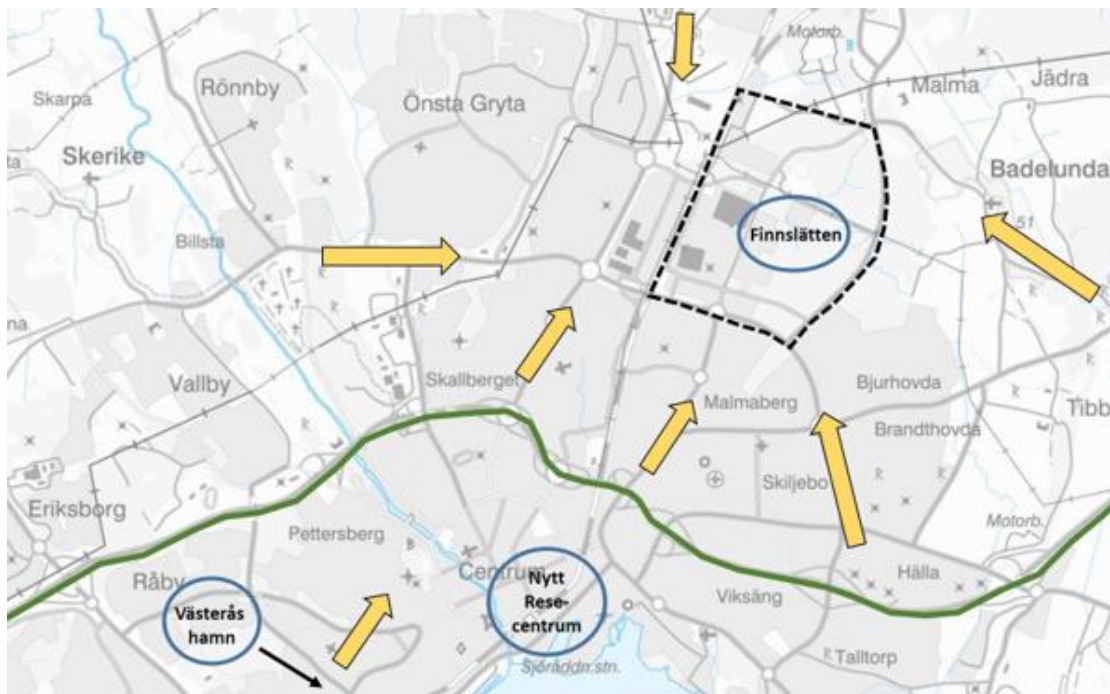 Motorb.
Rönnby
Önsta Gryta
Malma
Jädra
Skarpa
Skerike
Badelunda
51
Finnslätten
Billsta
na
Vallby
Skallberget
Malmaberg
Bjurhovda
Tibb
Brandthovda
Skiljebo
Eriksborg
Motorb.
Pettersberg
Centrum
Hälla
Råby
Nytt
Rese-
centrum
Viksäng
Västerås
hamn
Talltorp
Sjöräddn.stn.